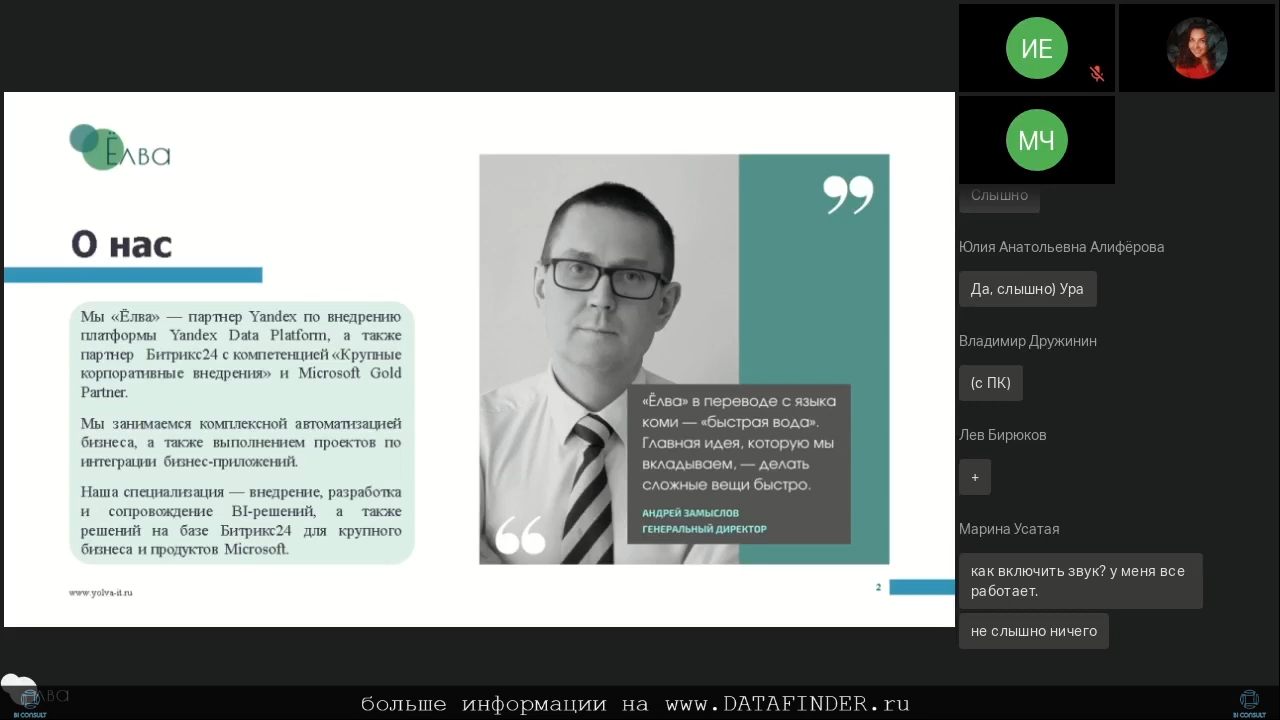 Ёлва
О нас
Мы «Ёлва» — партнер Yandex по внедрению
платформы Yandex Data Platform, а также
партнер Битрикс24 с компетенцией «Крупные
корпоративные внедрения» и Microsoft Gold
Partner.
Мы занимаемся комплексной автоматизацией
бизнеса, а также выполнением проектов по
интеграции бизнес-приложений.
Наша специализация — внедрение, разработка
и сопровождение BI-решений, а также
решений на базе Битрикс24 для крупного
бизнеса и продуктов Microsoft.
www.yolva-it.ru
«Ёлва» в переводе с языка
коми — «быстрая вода».
Главная идея, которую мы
вкладываем, — делать
сложные вещи быстро.
АНДРЕЙ ЗАМЫСЛОВ
ГЕНЕРАЛЬНЫЙ ДИРЕКТОР
2
ИЕ
МЧ
Слышно
Юлия Анатольевна Алифёрова
Да, слышно) Ура
Владимир Дружинин
(с ПК)
Лев Бирюков
+
Марина Усатая
как включить звук? у меня все
работает.
не слышно ничего
BI CONSULT
больше информации на www.DATAFINDER.ru
BI CONSULT